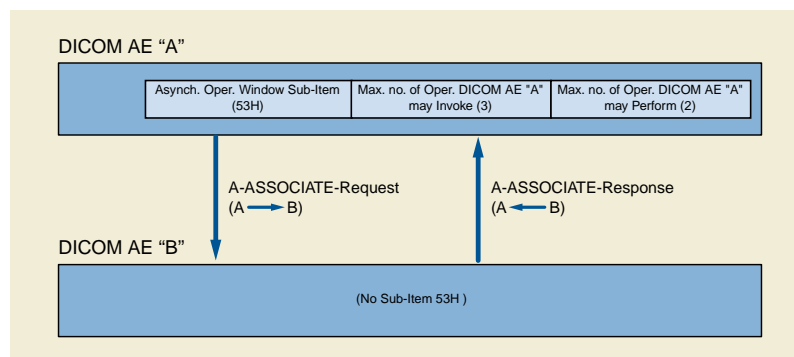 DICOM AE “A”
Asynch. Oper. Window Sub-Item
(53H)
Max. no. of Oper. DICOM AE "A"
may Invoke (3)
Max. no. of Oper. DICOM AE "A"
may Perform (2)
A-ASSOCIATE-Request
(A B)
A-ASSOCIATE-Response
(A B)
DICOM AE “B”
(No Sub-Item 53H )